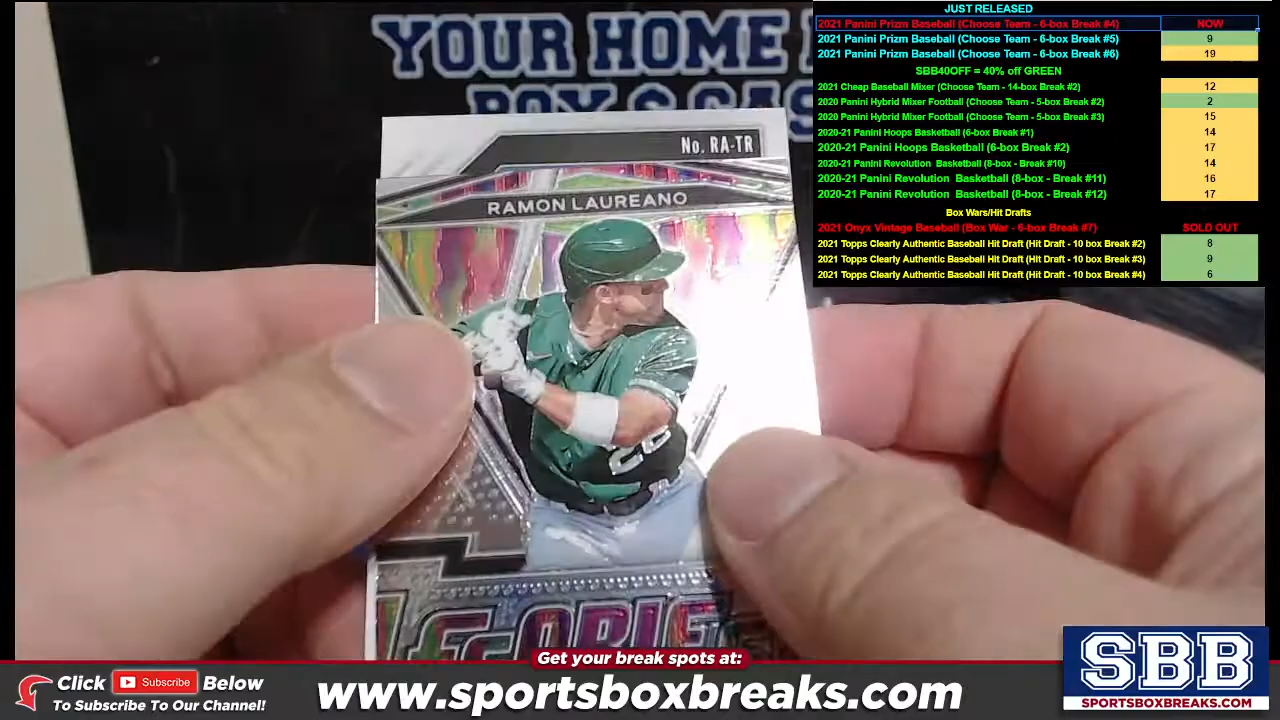 YOUR HOME
BOX & CAS
No. RA-TR
RAMON LAUREANO
22
JUST RELEASED
2021 Panini Prizm Baseball (Choose Team - 6-box Break #4) NOW
2021 Panini Prizm Baseball (Choose Team - 6-box Break #5) 9
2021 Panini Prizm Baseball (Choose Team - 6-box Break #6) 19
SBB40OFF = 40% off GREEN
2021 Cheap Baseball Mixer (Choose Team - 14-box Break #2) 12
2020 Panini Hybrid Mixer Football (Choose Team - 5-box Break #2) 2
2020 Panini Hybrid Mixer Football (Choose Team - 5-box Break #3) 15
2020-21 Panini Hoops Basketball (6-box Break #1) 14
2020-21 Panini Hoops Basketball (6-box Break #2) 17
2020-21 Panini Revolution Basketball (8-box - Break #10) 14
2020-21 Panini Revolution Basketball (8-box - Break #11) 16
2020-21 Panini Revolution Basketball (8-box - Break #12) 17
Box Wars/Hit Drafts
2021 Onyx Vintage Baseball (Box War - 6-box Break #7) SOLD OUT
2021 Topps Clearly Authentic Baseball Hit Draft (Hit Draft - 10 box Break #2) 8
2021 Topps Clearly Authentic Baseball Hit Draft (Hit Draft - 10 box Break #3) 9
2021 Topps Clearly Authentic Baseball Hit Draft (Hit Draft - 10 box Break #4) 6
Get your break spots at:
Click Subscribe Below
To Subscribe To Our Channel!
www.sportsboxbreaks.com
SBB
SPORTSBOXBREAKS.COM